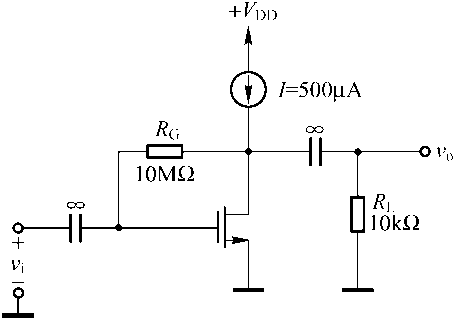 +V_DD
I=500μA
R_G
10MΩ
∞
v_o
∞
R_L
10kΩ
+
v_i
−